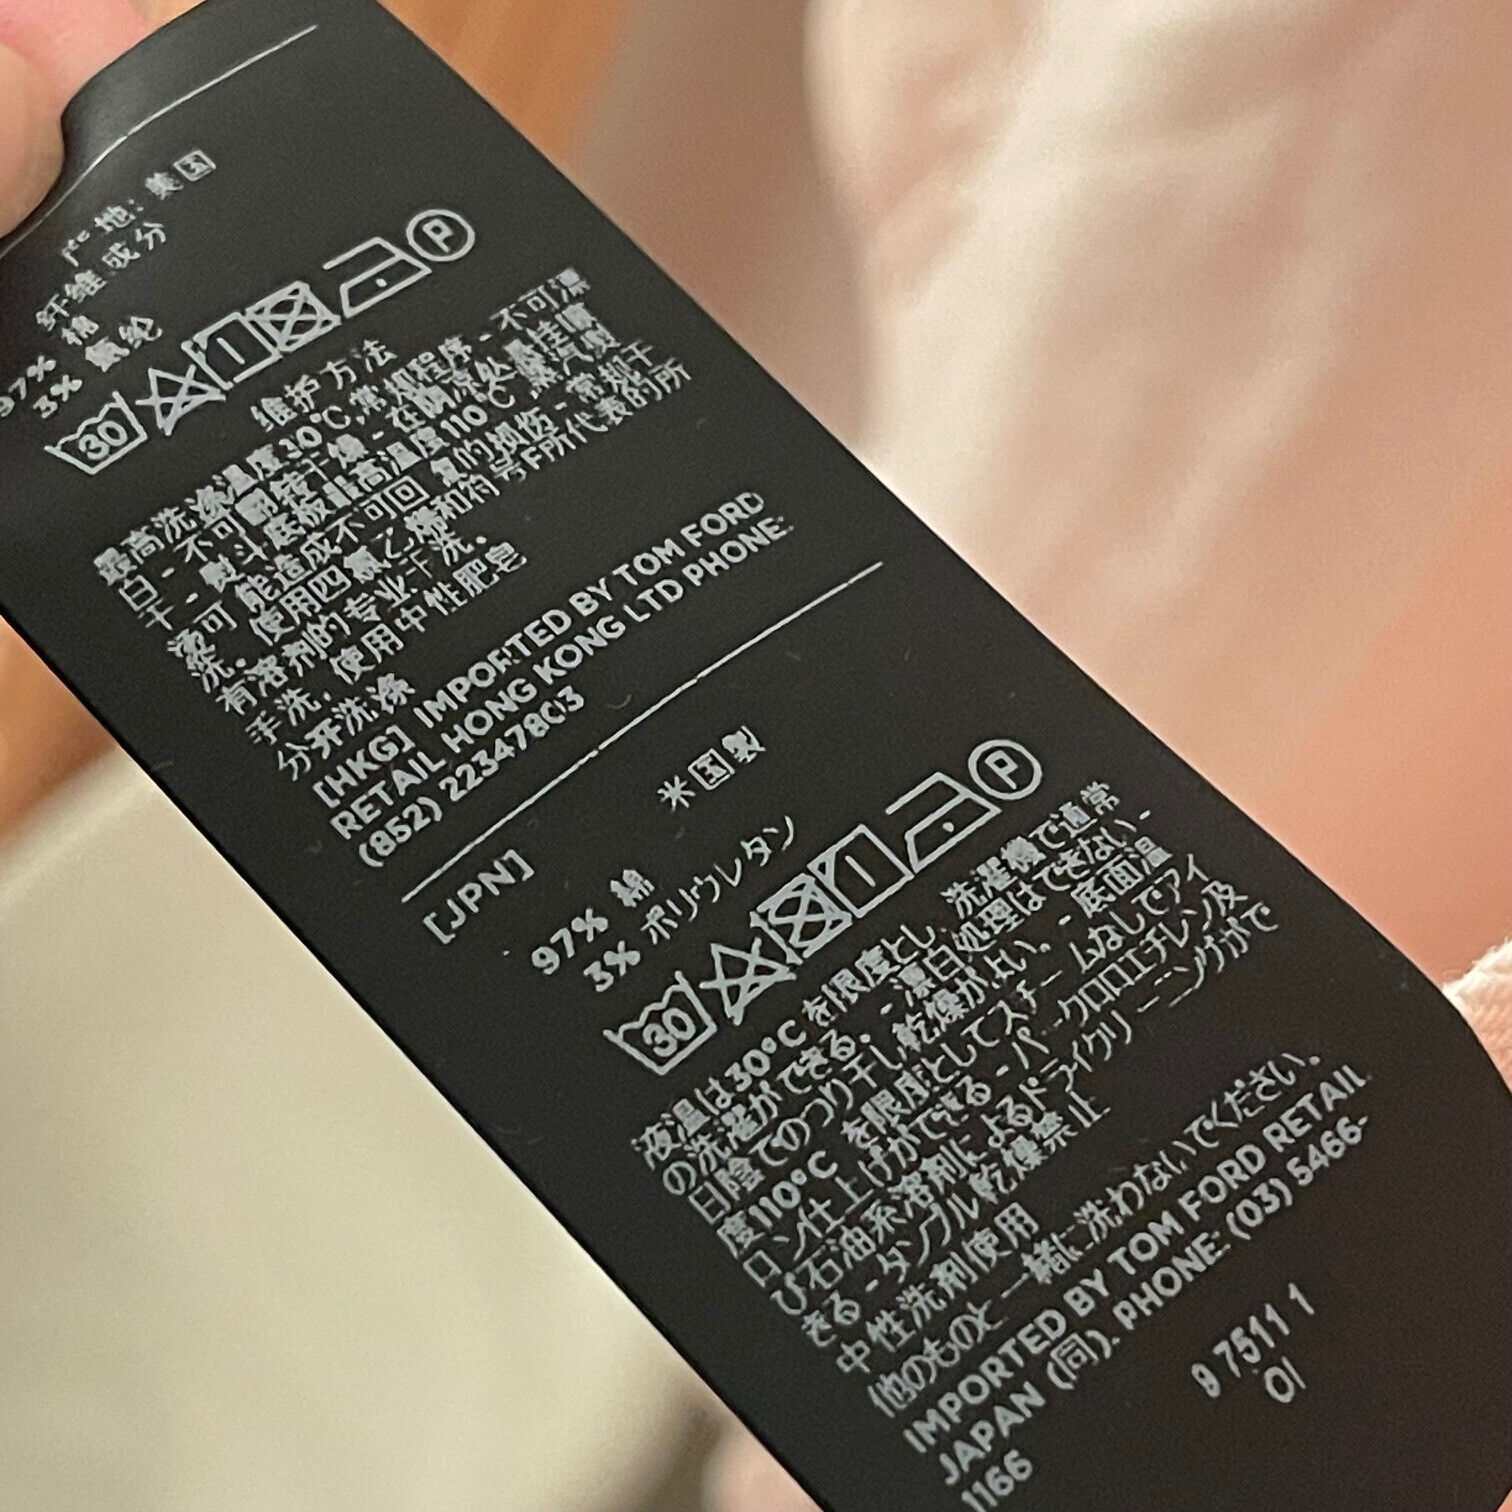 产地: 美国
纤维成分
97% 棉
3% 氨纶
30 P
维护方法
最高洗涤温度30°C,常规程序 - 不可漂
白 - 不可翻转干燥 - 在阴凉处悬挂晾
干 - 熨斗底板最高温度110°C 蒸汽熨
烫可能造成不可回复的损伤 - 常规干
洗。使用四氯乙烯和符号F所代表的所
有溶剂的专业干洗。
手洗, 使用中性肥皂
分开洗涤
[HKG] IMPORTED BY TOM FORD
RETAIL HONG KONG LTD PHONE:
(852) 22347803
[JPN] 米国製
97% 綿
3% ポリウレタン
30 P
液温は30°C を限度とし、洗濯機で通常
の洗濯ができる。 - 漂白処理はできない -
日陰でのつり干し乾燥がよい。 - 底面温
度110°C を限度としてスチームなしでアイ
ロン仕上げができる - パークロロエチレン及
び石油系溶剤によるドライクリーニングがで
きる - タンブル乾燥禁止
中性洗剤使用
他のものと一緒に洗わないでください。
IMPORTED BY TOM FORD RETAIL
JAPAN (同). PHONE: (03) 5466-
1166
9 7511 1
01